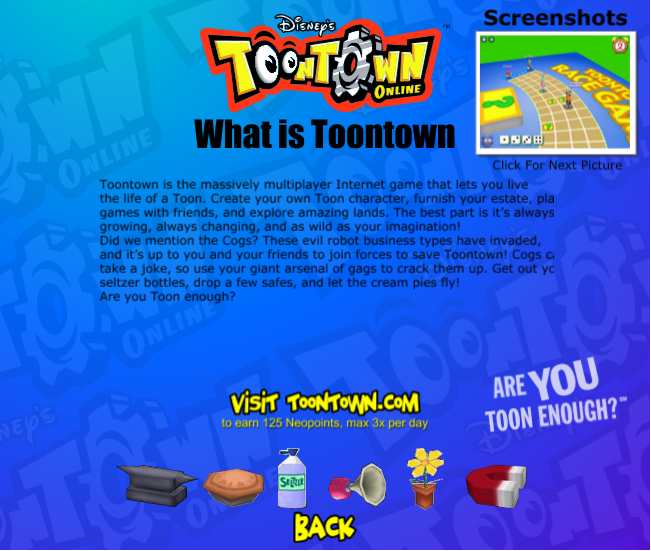 Disney's
TOONTOWN
ONLINE
™
Screenshots
What is Toontown
Click For Next Picture
Toontown is the massively multiplayer Internet game that lets you live
the life of a Toon. Create your own Toon character, furnish your estate, pla
games with friends, and explore amazing lands. The best part is it's always
growing, always changing, and as wild as your imagination!
Did we mention the Cogs? These evil robot business types have invaded,
and it's up to you and your friends to join forces to save Toontown! Cogs ca
take a joke, so use your giant arsenal of gags to crack them up. Get out yo
seltzer bottles, drop a few safes, and let the cream pies fly!
Are you Toon enough?
ARE YOU
TOON ENOUGH?℠
VISIT TOONTOWN.COM
to earn 125 Neopoints, max 3x per day
SELTZER
BACK